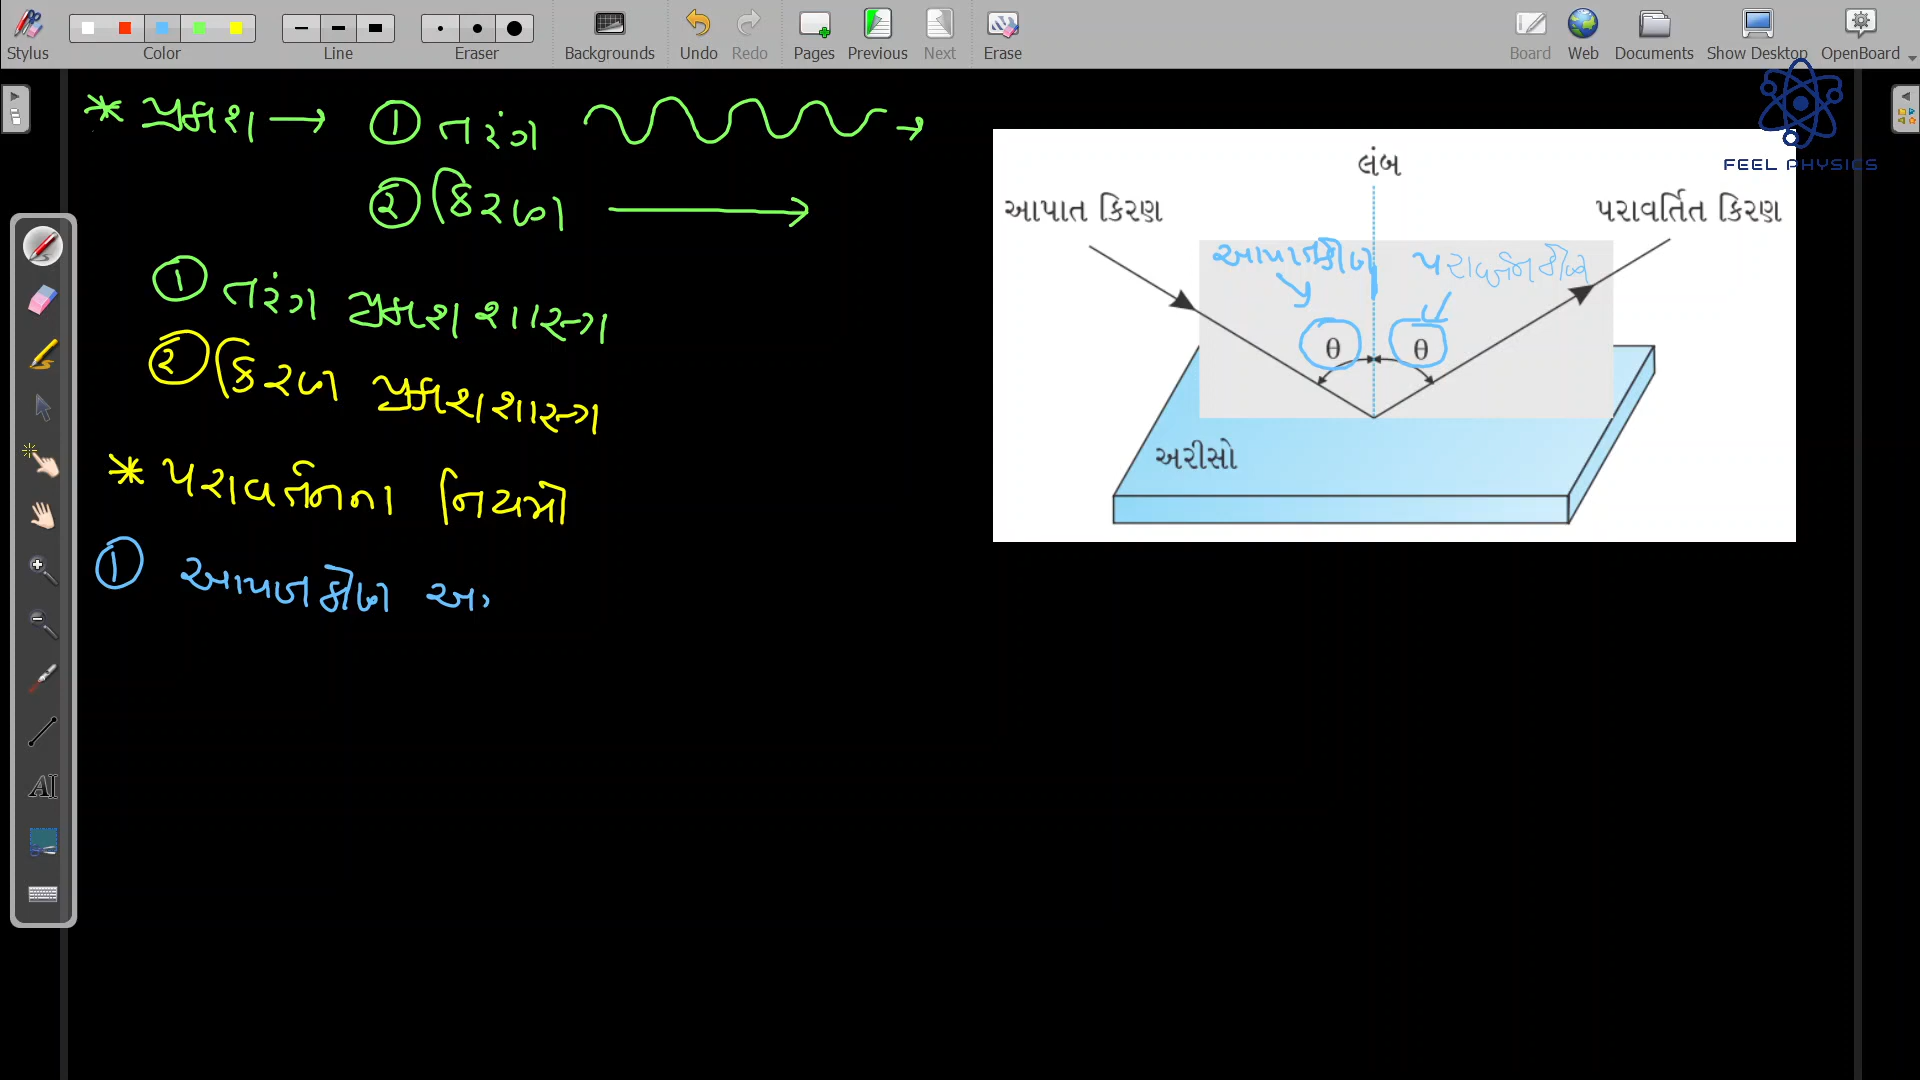 Stylus
Color
Line
Eraser
Backgrounds
Undo
Redo
Pages
Previous
Next
Erase
Board
Web
Documents
Show Desktop
OpenBoard
* પ્રકાશ → ① તરંગ
② કિરણ
① તરંગ પ્રકાશશાસ્ત્ર
② કિરણ પ્રકાશશાસ્ત્ર
* પરાવર્તનના નિયમો
① આપાતકોણ અ
FEEL PHYSICS
લંબ
આપાત કિરણ
પરાવર્તિત કિરણ
આપાતકોણ
પરાવર્તનકોણ
θ θ
અરીસો